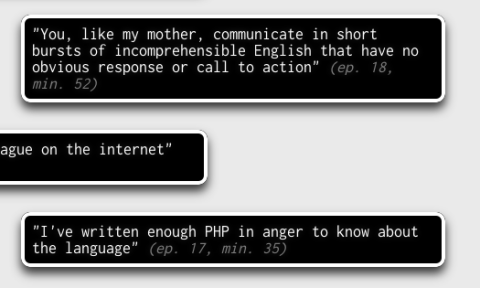 "You, like my mother, communicate in short
bursts of incomprehensible English that have no
obvious response or call to action" (ep. 18,
min. 52)
ague on the internet"
"I've written enough PHP in anger to know about
the language" (ep. 17, min. 35)